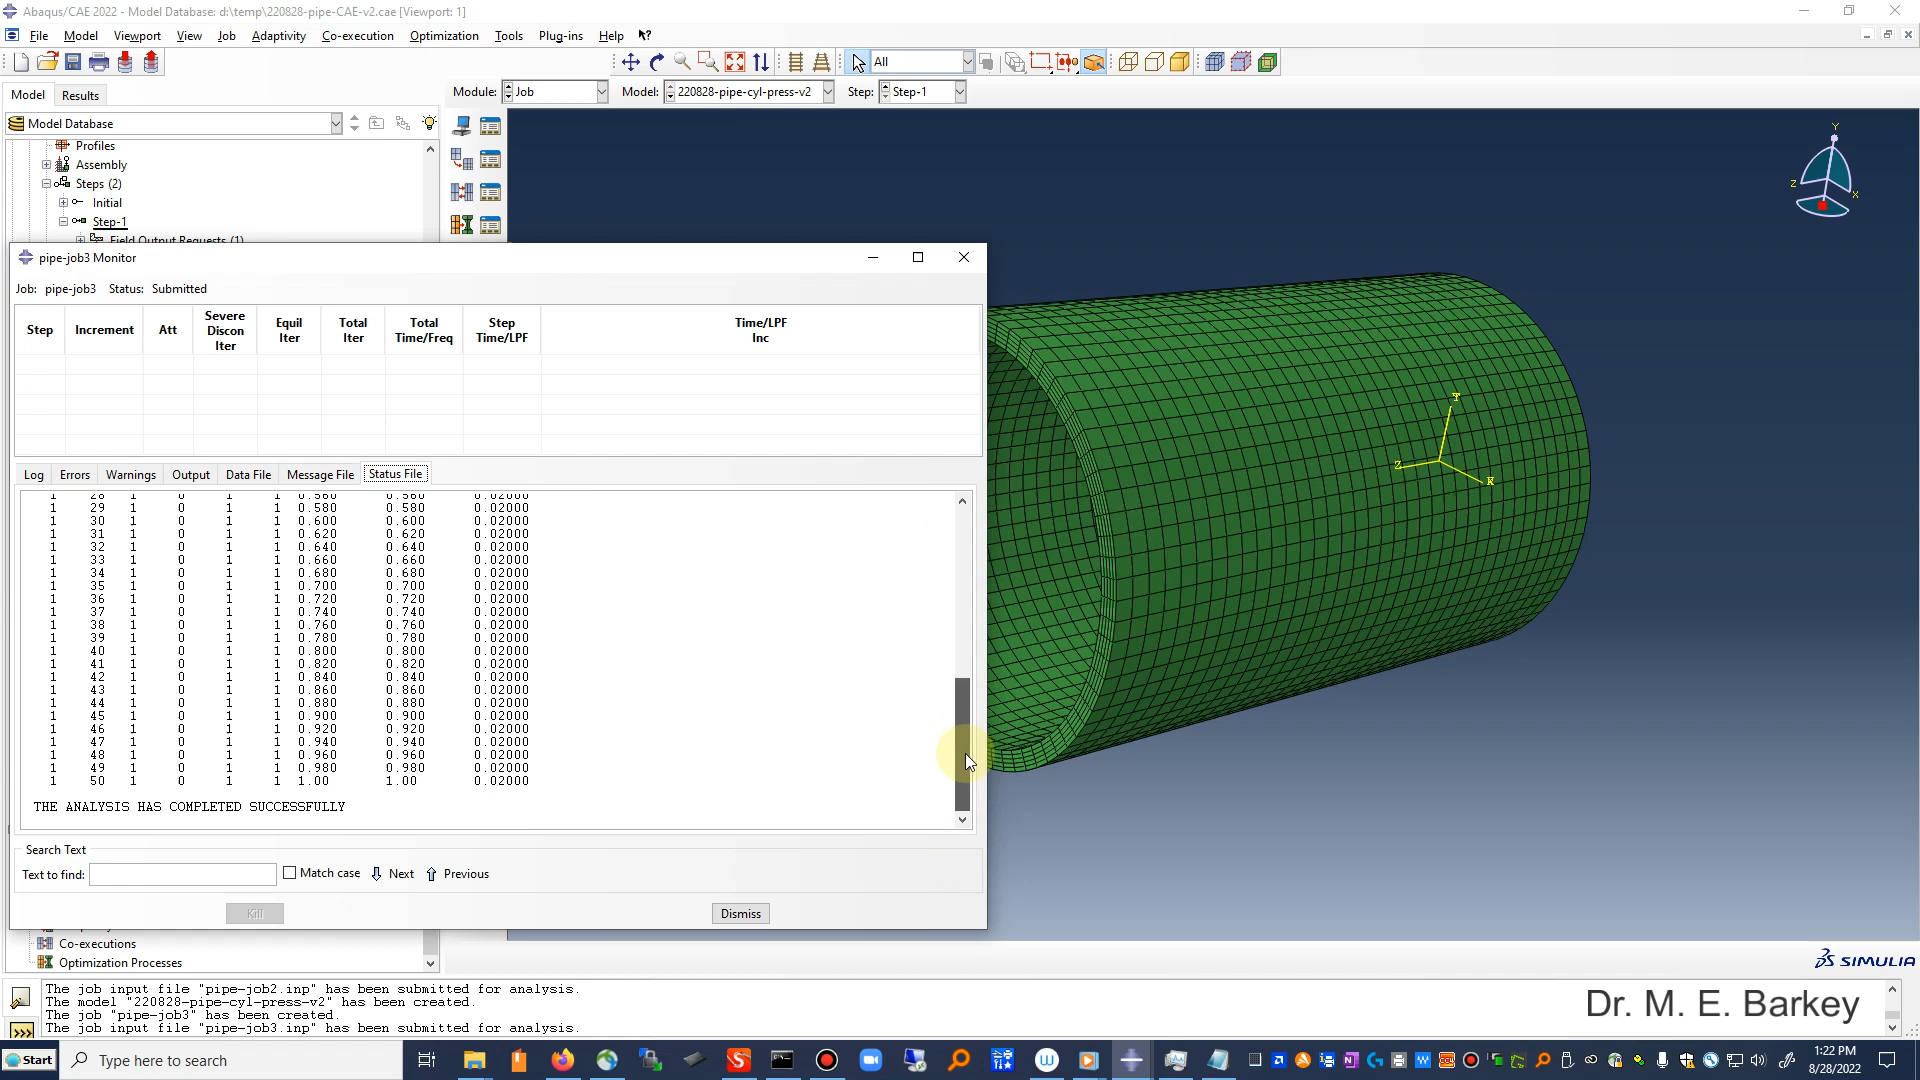 Abaqus/CAE 2022 - Model Database: d:\temp\220828-pipe-CAE-v2.cae [Viewport: 1]
File Model Viewport View Job Adaptivity Co-execution Optimization Tools Plug-ins Help
All
Model Results
Module: Job Model: 220828-pipe-cyl-press-v2 Step: Step-1
Model Database
Profiles
Assembly
Steps (2)
Initial
Step-1
Field Output Requests (1)
Y
Z
X
pipe-job3 Monitor
Job: pipe-job3 Status: Submitted
Step Increment Att Severe Discon Iter Equil Iter Total Iter Total Time/Freq Step Time/LPF Time/LPF Inc
Log Errors Warnings Output Data File Message File Status File
1 28 1 0 1 1 0.560 0.560 0.02000
1 29 1 0 1 1 0.580 0.580 0.02000
1 30 1 0 1 1 0.600 0.600 0.02000
1 31 1 0 1 1 0.620 0.620 0.02000
1 32 1 0 1 1 0.640 0.640 0.02000
1 33 1 0 1 1 0.660 0.660 0.02000
1 34 1 0 1 1 0.680 0.680 0.02000
1 35 1 0 1 1 0.700 0.700 0.02000
1 36 1 0 1 1 0.720 0.720 0.02000
1 37 1 0 1 1 0.740 0.740 0.02000
1 38 1 0 1 1 0.760 0.760 0.02000
1 39 1 0 1 1 0.780 0.780 0.02000
1 40 1 0 1 1 0.800 0.800 0.02000
1 41 1 0 1 1 0.820 0.820 0.02000
1 42 1 0 1 1 0.840 0.840 0.02000
1 43 1 0 1 1 0.860 0.860 0.02000
1 44 1 0 1 1 0.880 0.880 0.02000
1 45 1 0 1 1 0.900 0.900 0.02000
1 46 1 0 1 1 0.920 0.920 0.02000
1 47 1 0 1 1 0.940 0.940 0.02000
1 48 1 0 1 1 0.960 0.960 0.02000
1 49 1 0 1 1 0.980 0.980 0.02000
1 50 1 0 1 1 1.00 1.00 0.02000
THE ANALYSIS HAS COMPLETED SUCCESSFULLY
Search Text
Text to find: Match case Next Previous
Kill Dismiss
Z
Co-executions
Optimization Processes
SIMULIA
The job input file "pipe-job2.inp" has been submitted for analysis.
The model "220828-pipe-cyl-press-v2" has been created.
The job "pipe-job3" has been created.
The job input file "pipe-job3.inp" has been submitted for analysis.
Dr. M. E. Barkey
Start Type here to search
1:22 PM
8/28/2022